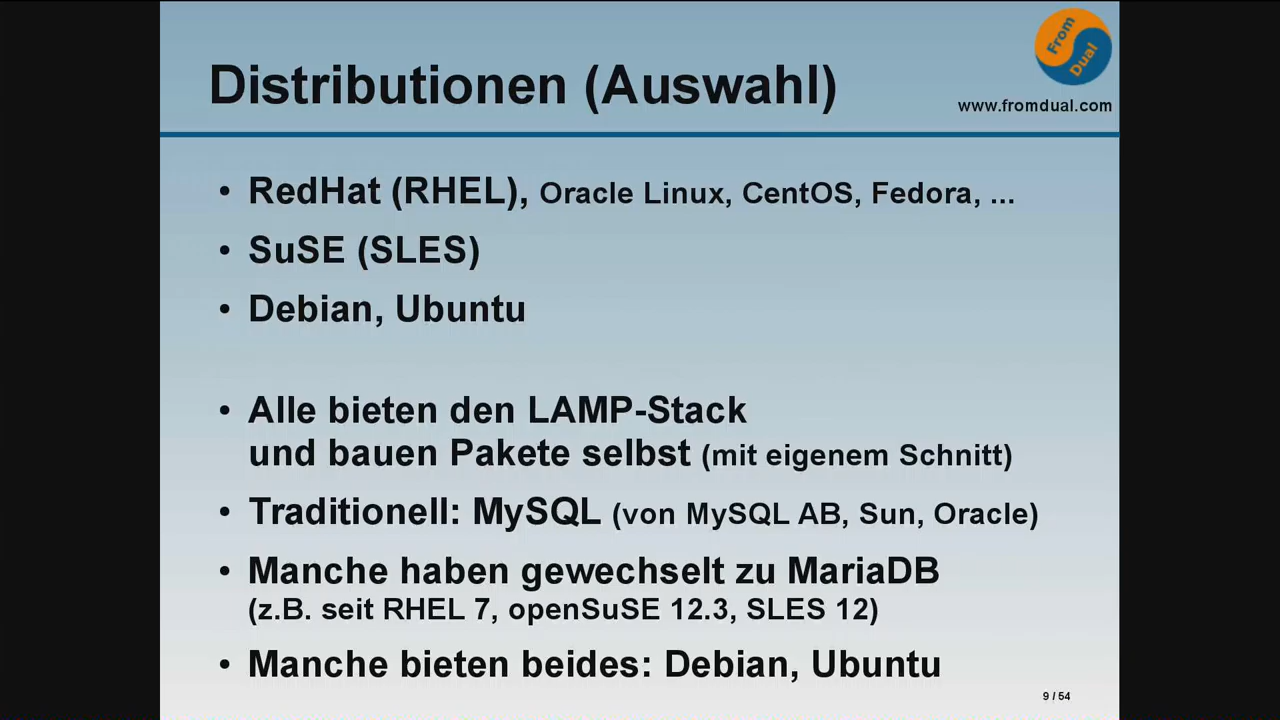 From
Dual
Distributionen (Auswahl)
www.fromdual.com
• RedHat (RHEL), Oracle Linux, CentOS, Fedora, ...
• SuSE (SLES)
• Debian, Ubuntu
• Alle bieten den LAMP-Stack
und bauen Pakete selbst (mit eigenem Schnitt)
• Traditionell: MySQL (von MySQL AB, Sun, Oracle)
• Manche haben gewechselt zu MariaDB
(z.B. seit RHEL 7, openSuSE 12.3, SLES 12)
• Manche bieten beides: Debian, Ubuntu
9 / 54